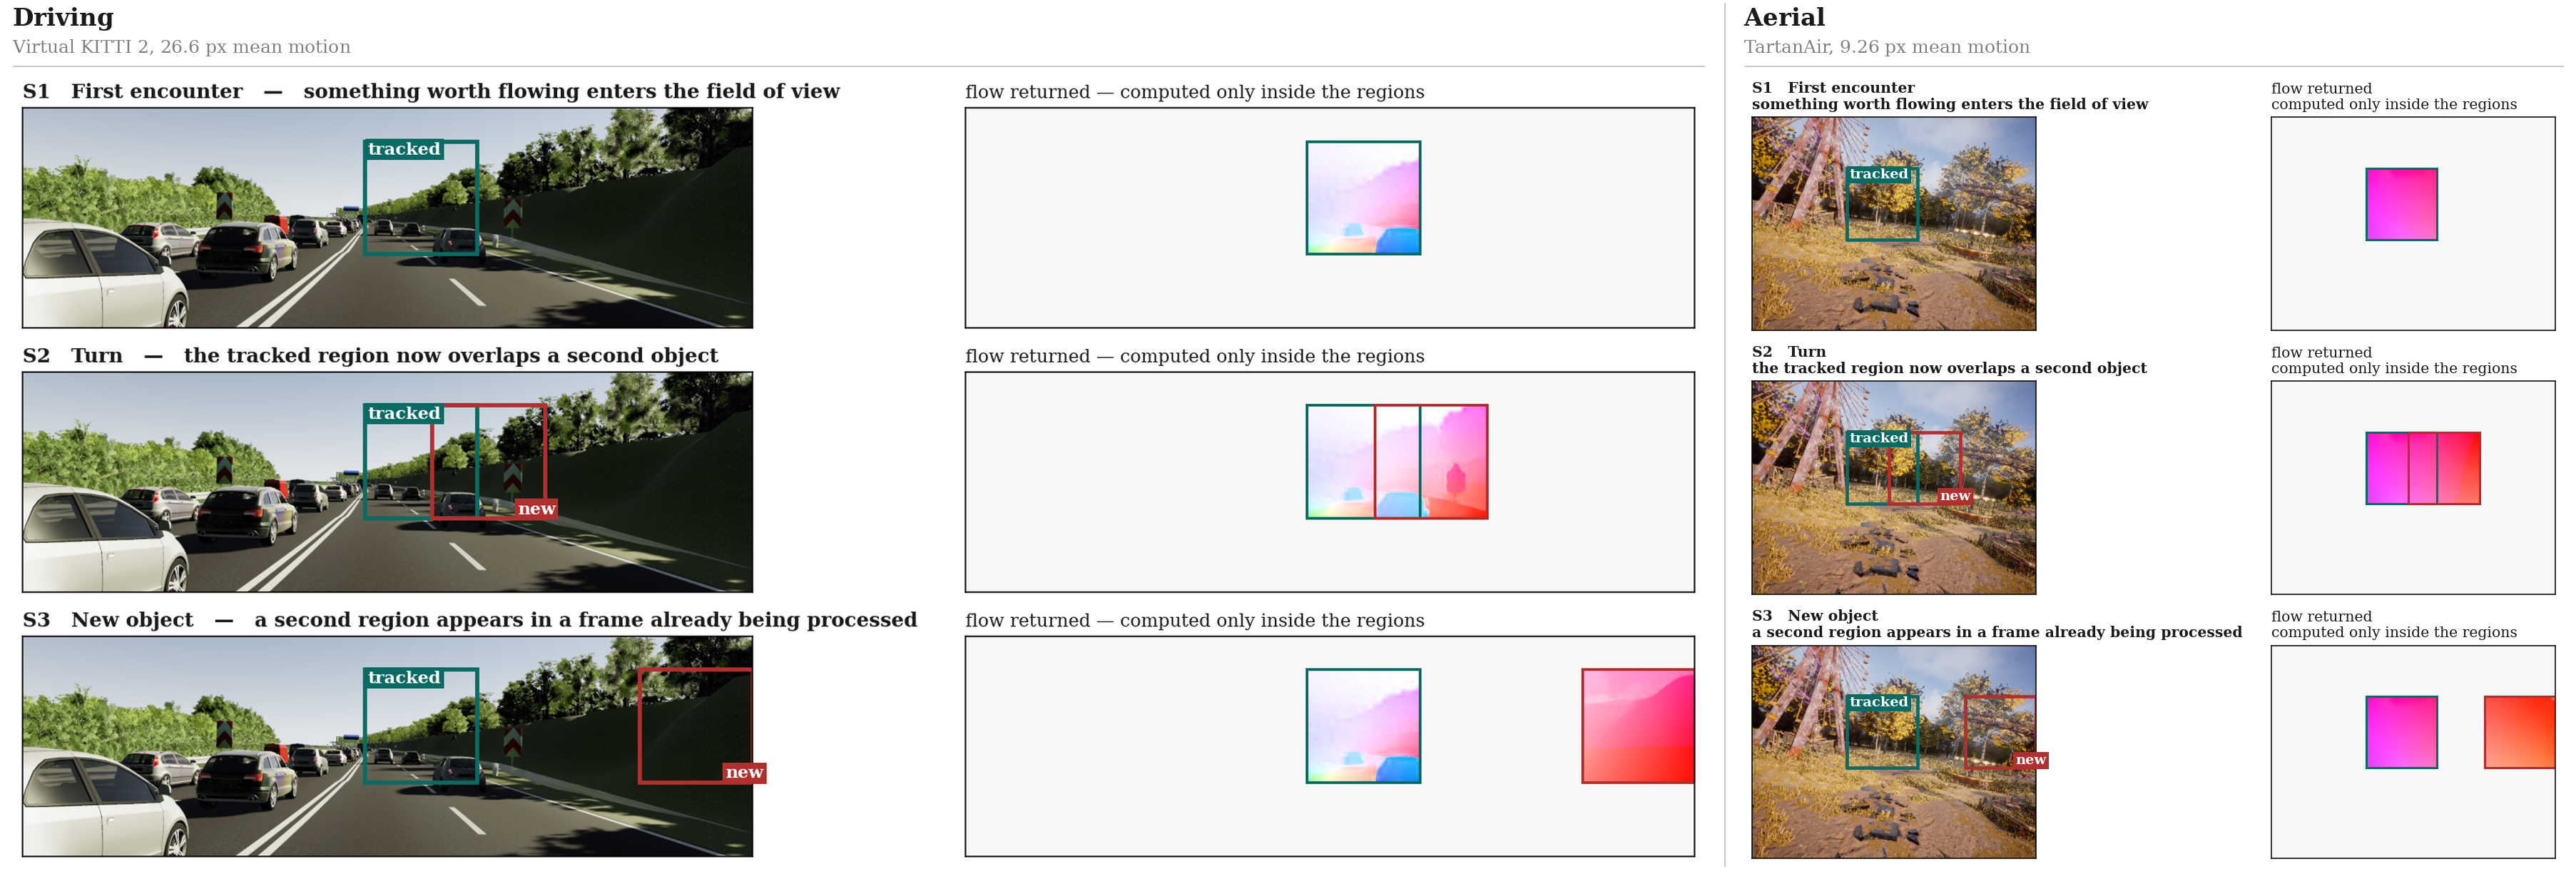 Driving
Virtual KITTI 2, 26.6 px mean motion
S1 First encounter — something worth flowing enters the field of view
flow returned — computed only inside the regions
tracked
S2 Turn — the tracked region now overlaps a second object
flow returned — computed only inside the regions
tracked
new
S3 New object — a second region appears in a frame already being processed
flow returned — computed only inside the regions
tracked
new
Aerial
TartanAir, 9.26 px mean motion
S1 First encounter
something worth flowing enters the field of view
flow returned
computed only inside the regions
tracked
S2 Turn
the tracked region now overlaps a second object
flow returned
computed only inside the regions
tracked
new
S3 New object
a second region appears in a frame already being processed
flow returned
computed only inside the regions
tracked
new